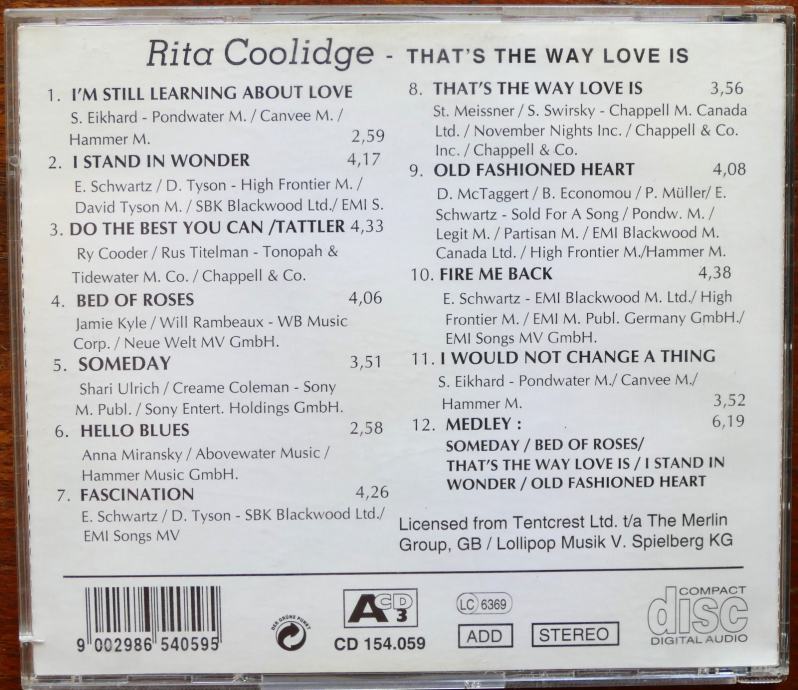 Rita Coolidge - THAT'S THE WAY LOVE IS
1. I'M STILL LEARNING ABOUT LOVE
S. Eikhard - Pondwater M. / Canvee M. /
Hammer M. 2,59
2. I STAND IN WONDER 4,17
E. Schwartz / D. Tyson - High Frontier M. /
David Tyson M. / SBK Blackwood Ltd./ EMI S.
3. DO THE BEST YOU CAN /TATTLER 4,33
Ry Cooder / Rus Titelman - Tonopah &
Tidewater M. Co. / Chappell & Co.
4. BED OF ROSES 4,06
Jamie Kyle / Will Rambeaux - WB Music
Corp. / Neue Welt MV GmbH.
5. SOMEDAY 3,51
Shari Ulrich / Creame Coleman - Sony
M. Publ. / Sony Entert. Holdings GmbH.
6. HELLO BLUES 2,58
Anna Miransky / Abovewater Music /
Hammer Music GmbH.
7. FASCINATION 4,26
E. Schwartz / D. Tyson - SBK Blackwood Ltd./
EMI Songs MV
8. THAT'S THE WAY LOVE IS 3,56
St. Meissner / S. Swirsky - Chappell M. Canada
Ltd. / November Nights Inc. / Chappell & Co.
Inc. / Chappell & Co.
9. OLD FASHIONED HEART 4,08
D. McTaggert / B. Economou / P. Müller/ E.
Schwartz - Sold For A Song / Pondw. M. /
Legit M. / Partisan M. / EMI Blackwood M.
Canada Ltd. / High Frontier M./Hammer M.
10. FIRE ME BACK 4,38
E. Schwartz - EMI Blackwood M. Ltd./ High
Frontier M. / EMI M. Publ. Germany GmbH./
EMI Songs MV GmbH.
11. I WOULD NOT CHANGE A THING
S. Eikhard - Pondwater M./ Canvee M./
Hammer M. 3,52
12. MEDLEY : 6,19
SOMEDAY / BED OF ROSES/
THAT'S THE WAY LOVE IS / I STAND IN
WONDER / OLD FASHIONED HEART
Licensed from Tentcrest Ltd. t/a The Merlin
Group, GB / Lollipop Musik V. Spielberg KG
9 002986 540595
DER GRÜNE PUNKT
ACD 3
CD 154.059
LC 6369
ADD
STEREO
COMPACT
disc
DIGITAL AUDIO